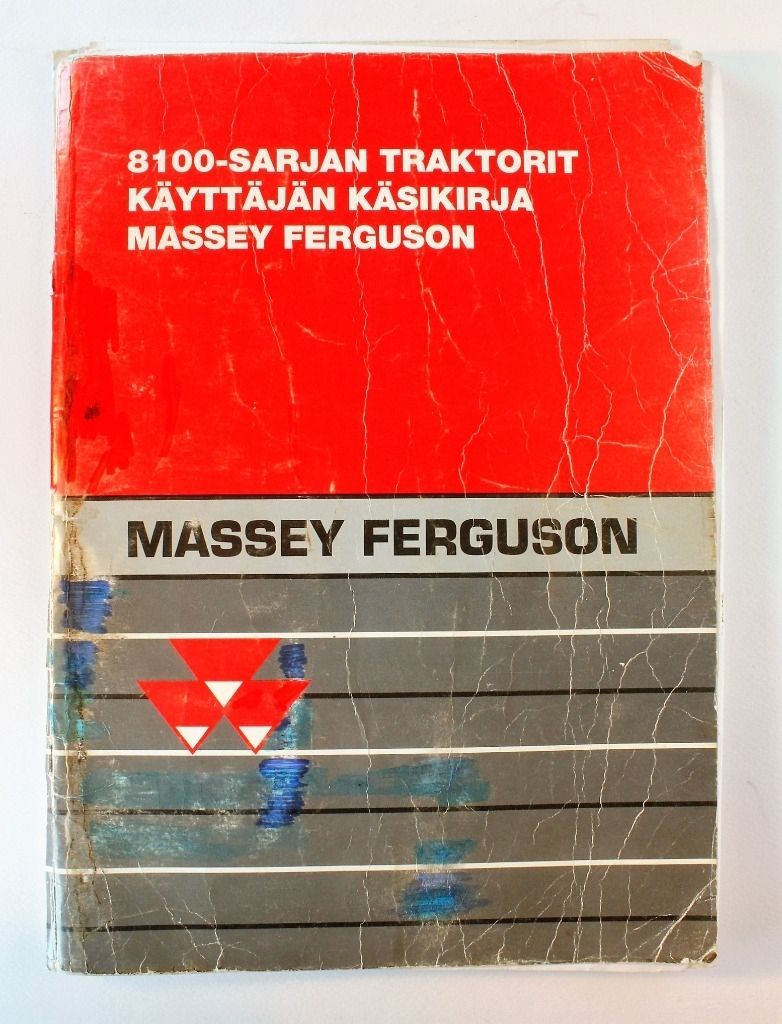 8100-SARJAN TRAKTORIT
KÄYTTÄJÄN KÄSIKIRJA
MASSEY FERGUSON
MASSEY FERGUSON